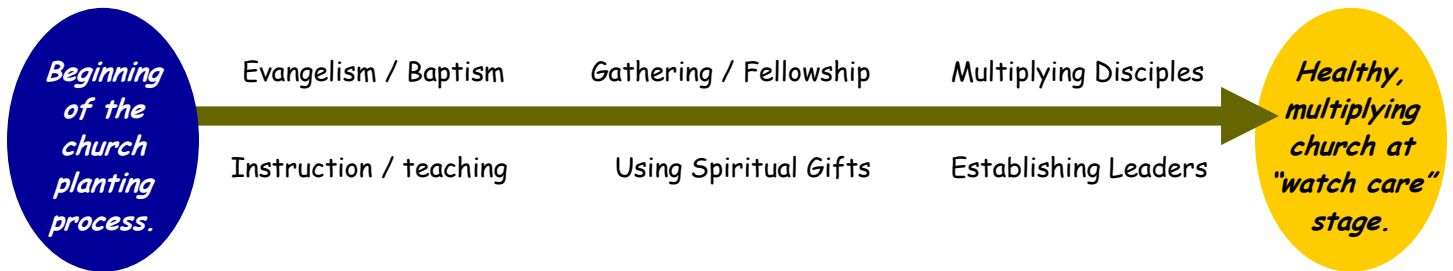 Beginning
of the
church
planting
process.
Evangelism / Baptism
Gathering / Fellowship
Multiplying Disciples
Instruction / teaching
Using Spiritual Gifts
Establishing Leaders
Healthy,
multiplying
church at
“watch care”
stage.